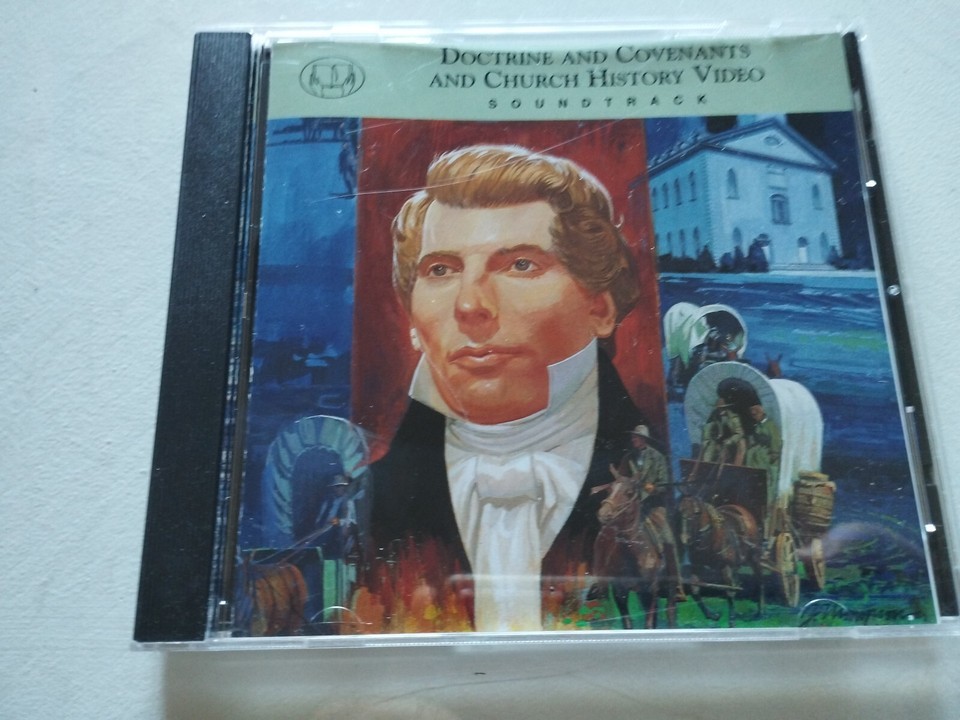 DOCTRINE AND COVENANTS
AND CHURCH HISTORY VIDEO
SOUNDTRACK